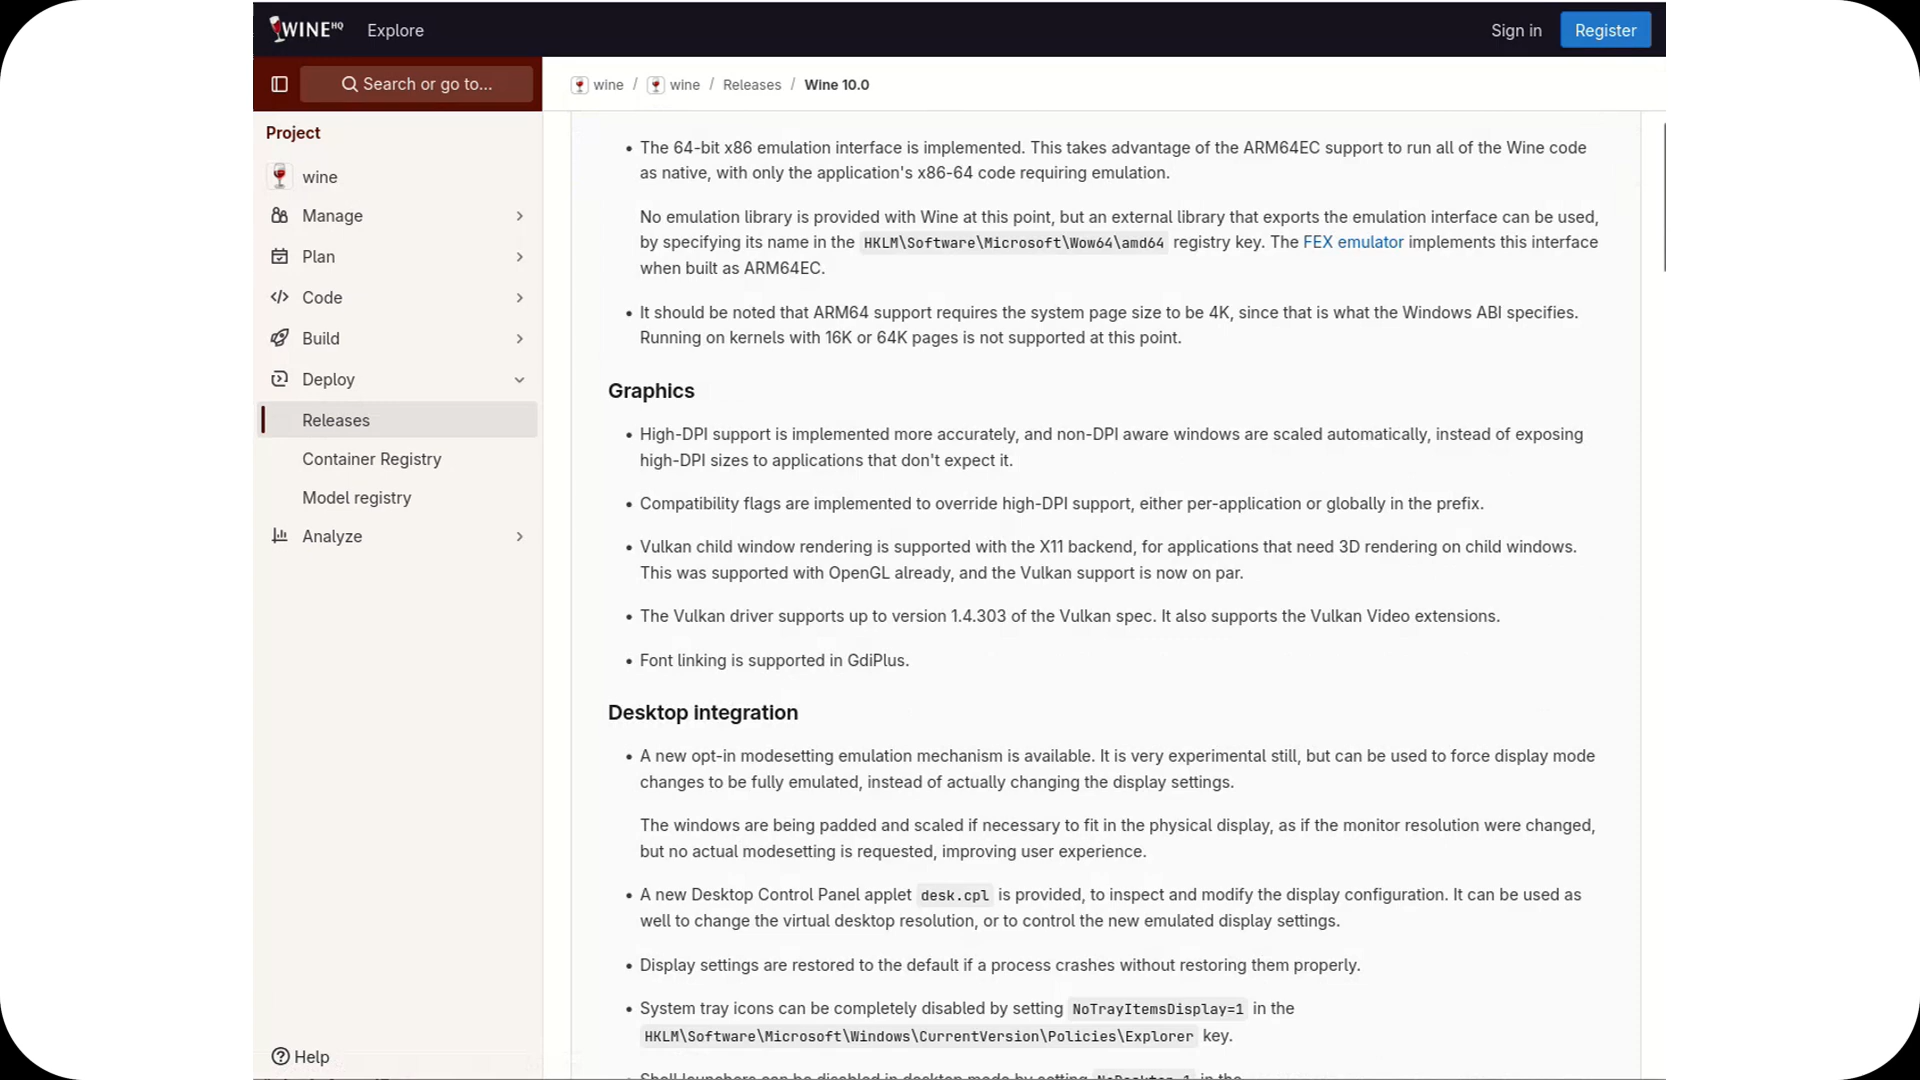 WINE HQ Explore Sign in Register
Search or go to... wine / wine / Releases / Wine 10.0
Project
wine
Manage
Plan
Code
Build
Deploy
Releases
Container Registry
Model registry
Analyze
Help
• The 64-bit x86 emulation interface is implemented. This takes advantage of the ARM64EC support to run all of the Wine code
as native, with only the application's x86-64 code requiring emulation.
No emulation library is provided with Wine at this point, but an external library that exports the emulation interface can be used,
by specifying its name in the HKLM\Software\Microsoft\Wow64\amd64 registry key. The FEX emulator implements this interface
when built as ARM64EC.
• It should be noted that ARM64 support requires the system page size to be 4K, since that is what the Windows ABI specifies.
Running on kernels with 16K or 64K pages is not supported at this point.
Graphics
• High-DPI support is implemented more accurately, and non-DPI aware windows are scaled automatically, instead of exposing
high-DPI sizes to applications that don't expect it.
• Compatibility flags are implemented to override high-DPI support, either per-application or globally in the prefix.
• Vulkan child window rendering is supported with the X11 backend, for applications that need 3D rendering on child windows.
This was supported with OpenGL already, and the Vulkan support is now on par.
• The Vulkan driver supports up to version 1.4.303 of the Vulkan spec. It also supports the Vulkan Video extensions.
• Font linking is supported in GdiPlus.
Desktop integration
• A new opt-in modesetting emulation mechanism is available. It is very experimental still, but can be used to force display mode
changes to be fully emulated, instead of actually changing the display settings.
The windows are being padded and scaled if necessary to fit in the physical display, as if the monitor resolution were changed,
but no actual modesetting is requested, improving user experience.
• A new Desktop Control Panel applet desk.cpl is provided, to inspect and modify the display configuration. It can be used as
well to change the virtual desktop resolution, or to control the new emulated display settings.
• Display settings are restored to the default if a process crashes without restoring them properly.
• System tray icons can be completely disabled by setting NoTrayItemsDisplay=1 in the
HKLM\Software\Microsoft\Windows\CurrentVersion\Policies\Explorer key.
Shell launchers can be disabled in desktop mode by setting NoDesktop=1 in the